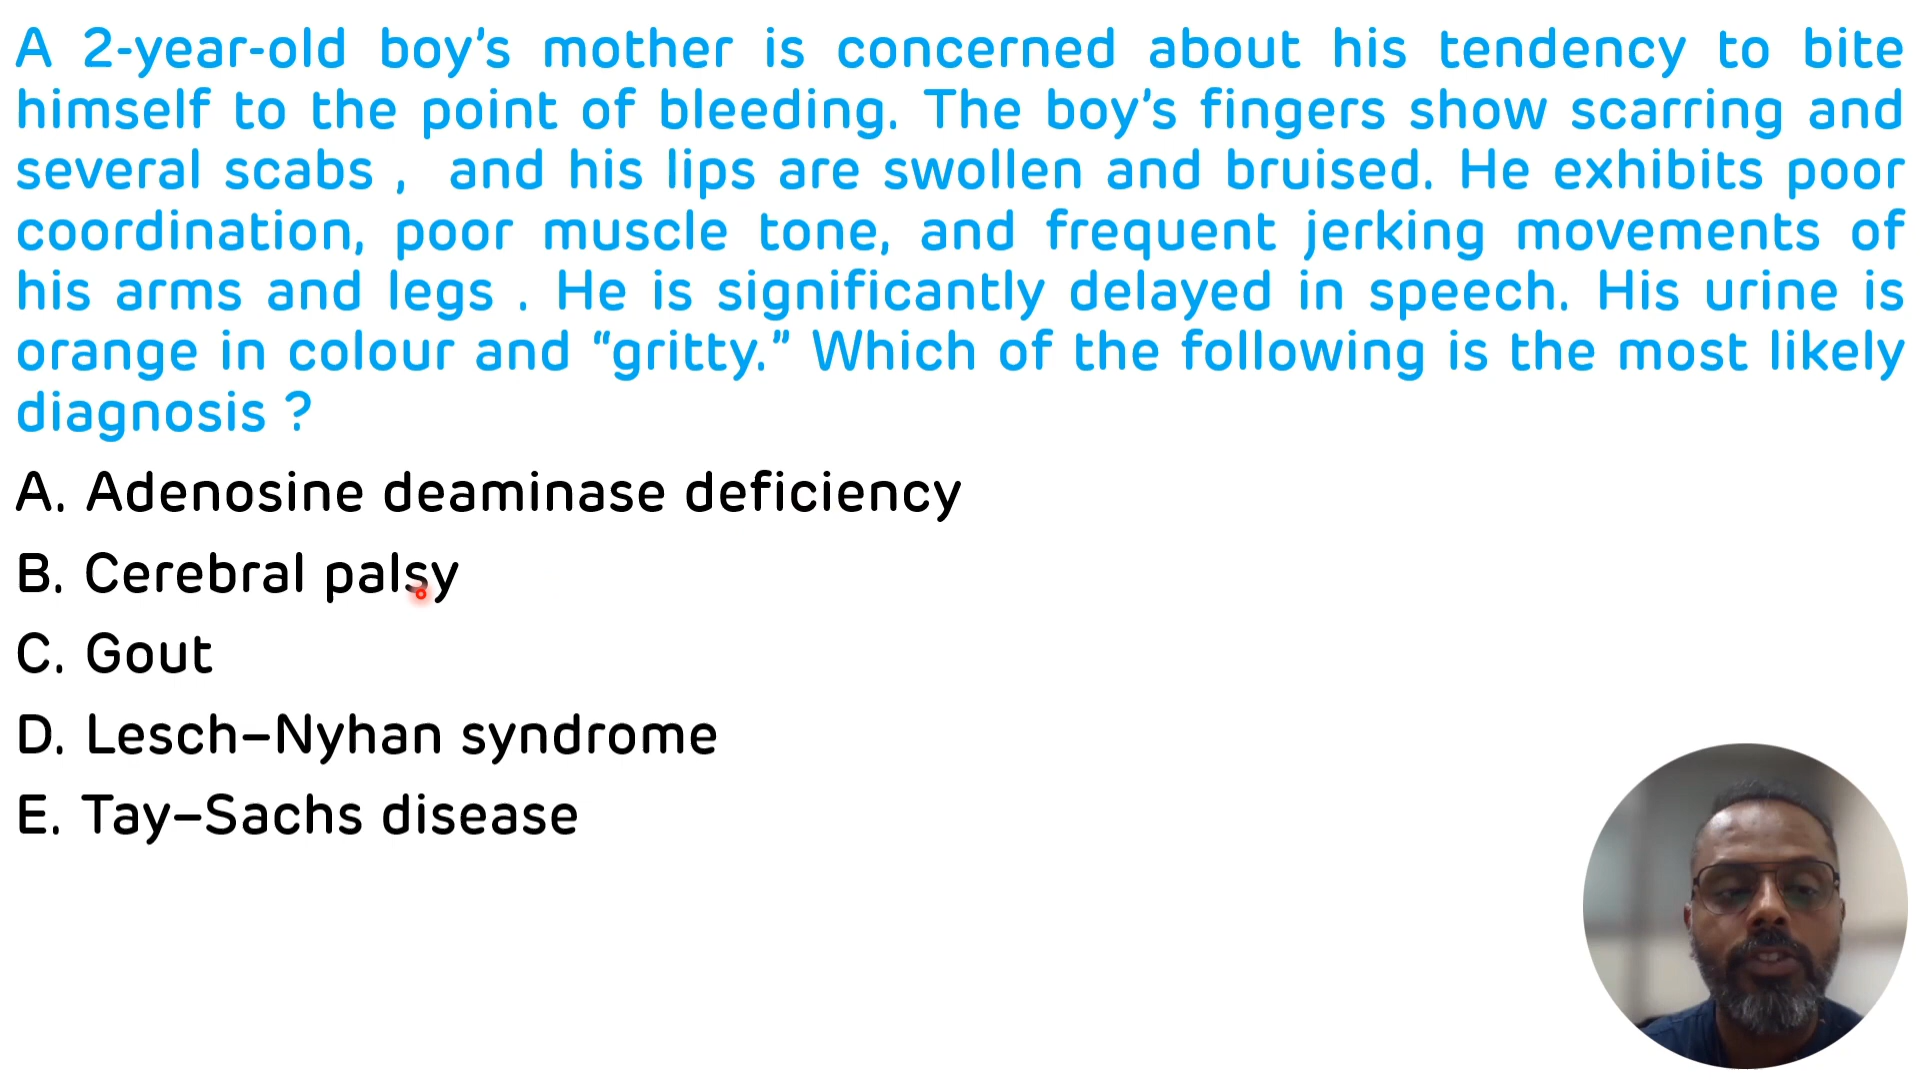 A 2-year-old boy’s mother is concerned about his tendency to bite
himself to the point of bleeding. The boy’s fingers show scarring and
several scabs , and his lips are swollen and bruised. He exhibits poor
coordination, poor muscle tone, and frequent jerking movements of
his arms and legs . He is significantly delayed in speech. His urine is
orange in colour and “gritty.” Which of the following is the most likely
diagnosis ?
A. Adenosine deaminase deficiency
B. Cerebral palsy
C. Gout
D. Lesch–Nyhan syndrome
E. Tay–Sachs disease